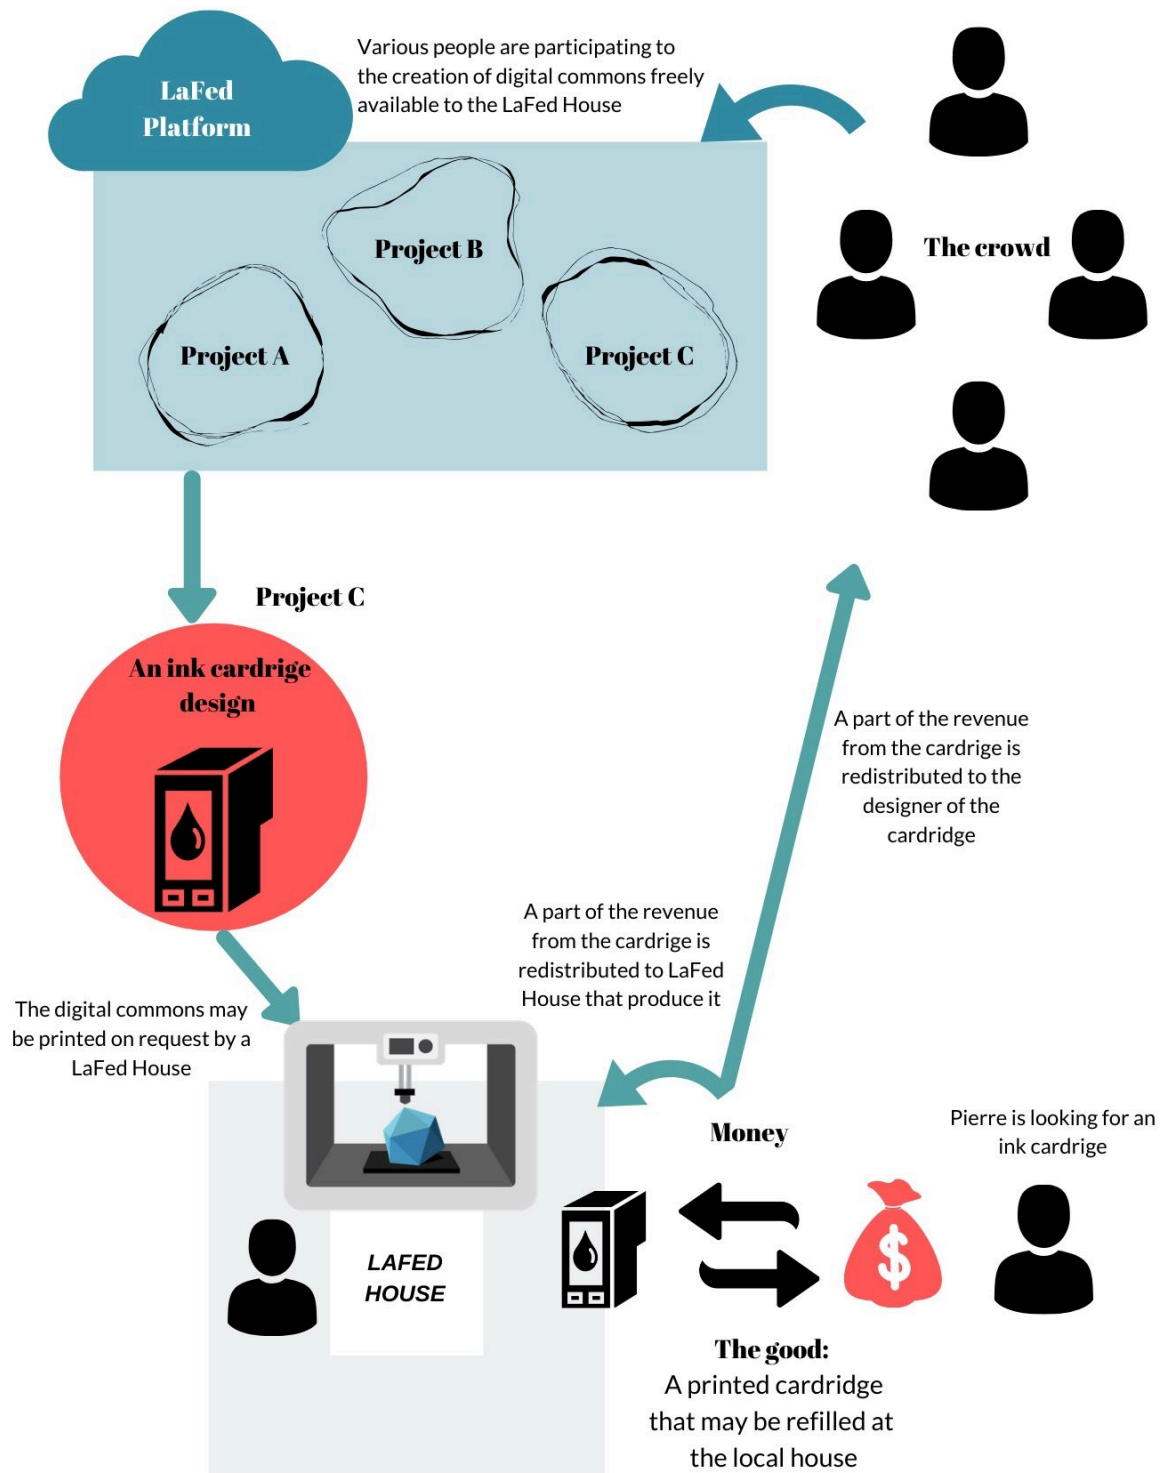 LaFed
Platform
Various people are participating to
the creation of digital commons freely
available to the LaFed House
Project B
The crowd
Project A
Project C
Project C
An ink cardrige
design
A part of the revenue
from the cardrige is
redistributed to the
designer of the
cardridge
A part of the revenue
from the cardrige is
redistributed to LaFed
House that produce it
The digital commons may
be printed on request by a
LaFed House
Money
Pierre is looking for an
ink cardrige
LAFED
HOUSE
$
The good:
A printed cardridge
that may be refilled at
the local house